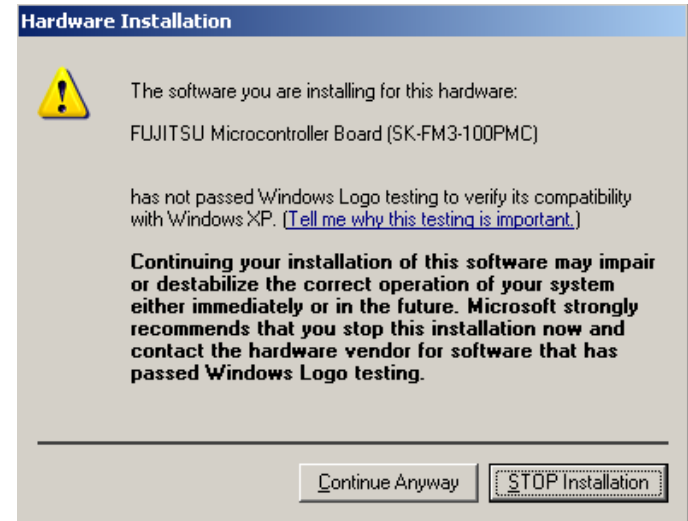 Hardware Installation
The software you are installing for this hardware:
FUJITSU Microcontroller Board (SK-FM3-100PMC)
has not passed Windows Logo testing to verify its compatibility
with Windows XP. (Tell me why this testing is important.)
Continuing your installation of this software may impair
or destabilize the correct operation of your system
either immediately or in the future. Microsoft strongly
recommends that you stop this installation now and
contact the hardware vendor for software that has
passed Windows Logo testing.
Continue Anyway
STOP Installation